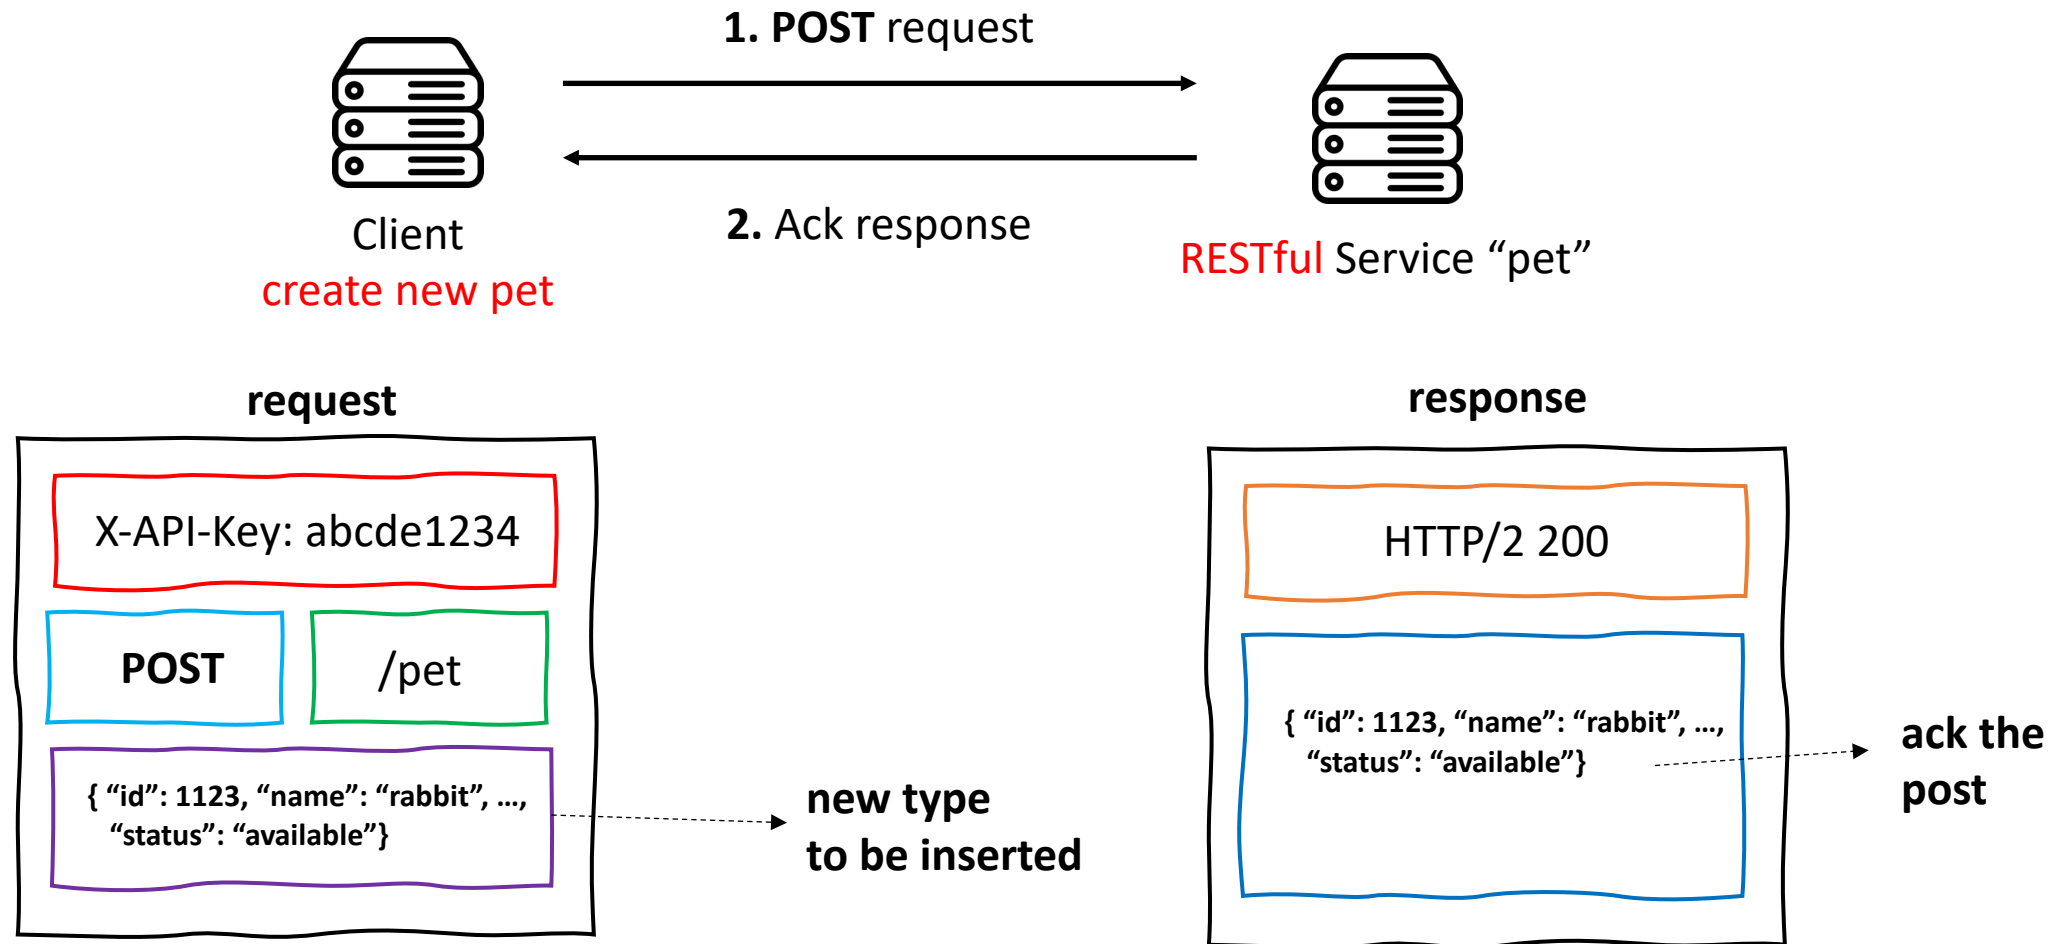 1. POST request
Client
create new pet
2. Ack response
RESTful Service “pet”
request
X-API-Key: abcde1234
POST
/pet
{ “id”: 1123, “name”: “rabbit”, …,
“status”: “available”}
new type
to be inserted
response
HTTP/2 200
{ “id”: 1123, “name”: “rabbit”, …,
“status”: “available”}
ack the
post